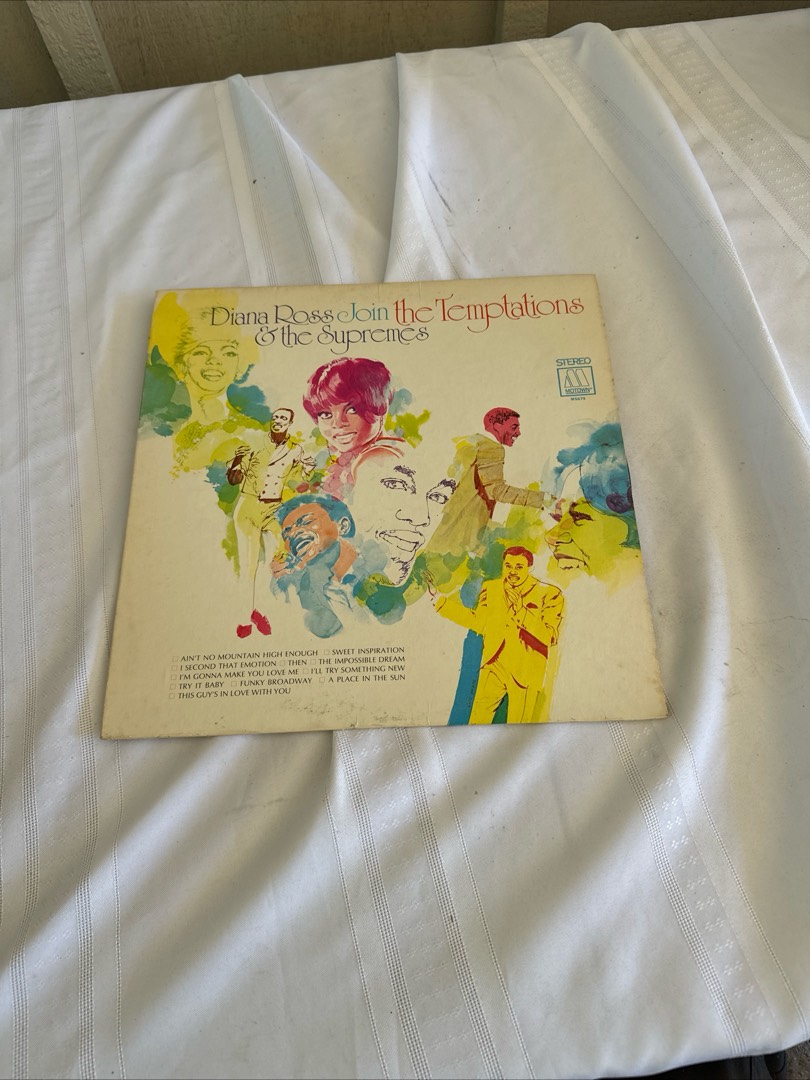 Diana Ross Join the Temptations
& the Supremes
STEREO
MOTOWN
MS679
□ AIN'T NO MOUNTAIN HIGH ENOUGH □ SWEET INSPIRATION
□ I SECOND THAT EMOTION □ THEN □ THE IMPOSSIBLE DREAM
□ I'M GONNA MAKE YOU LOVE ME □ I'LL TRY SOMETHING NEW
□ TRY IT BABY □ FUNKY BROADWAY □ A PLACE IN THE SUN
□ THIS GUY'S IN LOVE WITH YOU